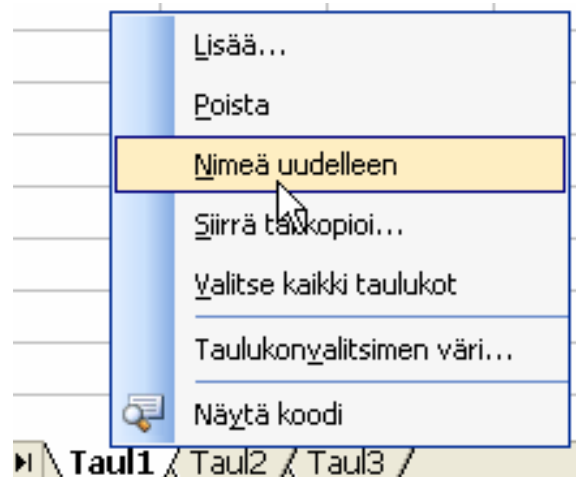 Lisää...
Poista
Nimeä uudelleen
Siirrä tai kopioi...
Valitse kaikki taulukot
Taulukonvalitsimen väri...
Näytä koodi
Taul1 Taul2 Taul3